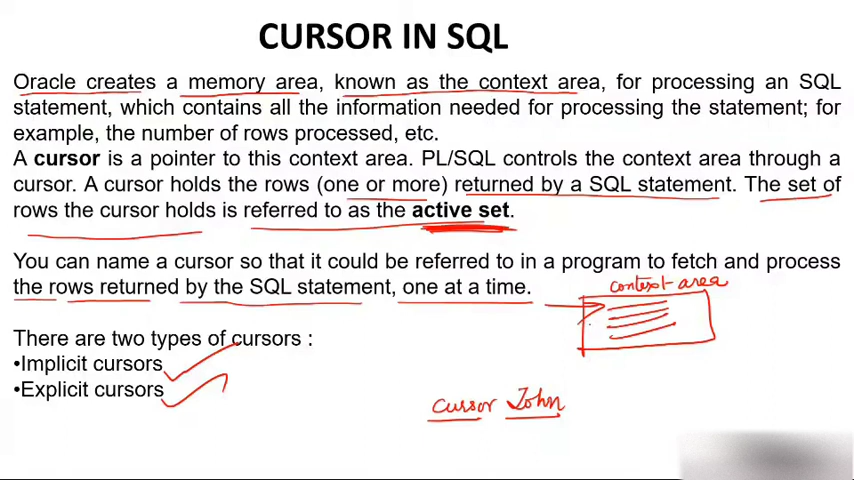 CURSOR IN SQL
Oracle creates a memory area, known as the context area, for processing an SQL
statement, which contains all the information needed for processing the statement; for
example, the number of rows processed, etc.
A cursor is a pointer to this context area. PL/SQL controls the context area through a
cursor. A cursor holds the rows (one or more) returned by a SQL statement. The set of
rows the cursor holds is referred to as the active set.
You can name a cursor so that it could be referred to in a program to fetch and process
the rows returned by the SQL statement, one at a time.
context-area
There are two types of cursors :
•Implicit cursors
•Explicit cursors
cursor John